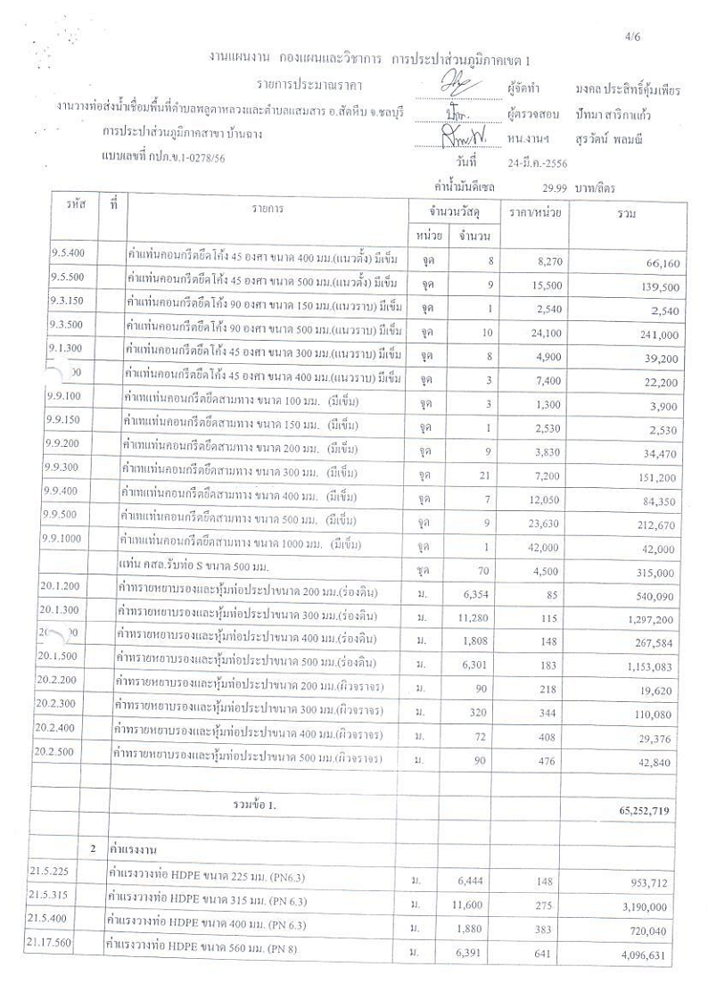 4/6
งานแผนงาน กองแผนและวิชาการ การประปาส่วนภูมิภาคเขต 1
รายการประมาณราคา ผู้จัดทำ มงคล ประสิทธิ์คุ้มเพียร
งานวางท่อส่งน้ำเชื่อมพื้นที่ตำบลพลูตาหลวงและตำบลแสมสาร อ.สัตหีบ จ.ชลบุรี ผู้ตรวจสอบ ปัทมา สาริกาแก้ว
การประปาส่วนภูมิภาคสาขา บ้านฉาง หน.งานฯ สุรวัตน์ พลมณี
แบบเลขที่ กปภ.ข.1-0278/56 วันที่ 24-มี.ค.-2556
ค่าน้ำมันดีเซล 29.99 บาท/ลิตร
รหัส ที่ รายการ จำนวนวัสดุ ราคา/หน่วย รวม
หน่วย จำนวน
9.5.400 ค่าแท่นคอนกรีตยึดโค้ง 45 องศา ขนาด 400 มม.(แนวตั้ง) มีเข็ม จุด 8 8,270 66,160
9.5.500 ค่าแท่นคอนกรีตยึดโค้ง 45 องศา ขนาด 500 มม.(แนวตั้ง) มีเข็ม จุด 9 15,500 139,500
9.3.150 ค่าแท่นคอนกรีตยึดโค้ง 90 องศา ขนาด 150 มม.(แนวราบ) มีเข็ม จุด 1 2,540 2,540
9.3.500 ค่าแท่นคอนกรีตยึดโค้ง 90 องศา ขนาด 500 มม.(แนวราบ) มีเข็ม จุด 10 24,100 241,000
9.1.300 ค่าแท่นคอนกรีตยึดโค้ง 45 องศา ขนาด 300 มม.(แนวราบ) มีเข็ม จุด 8 4,900 39,200
ค่าแท่นคอนกรีตยึดโค้ง 45 องศา ขนาด 400 มม.(แนวราบ) มีเข็ม จุด 3 7,400 22,200
9.9.100 ค่าเทแท่นคอนกรีตยึดสามทาง ขนาด 100 มม. (มีเข็ม) จุด 3 1,300 3,900
9.9.150 ค่าเทแท่นคอนกรีตยึดสามทาง ขนาด 150 มม. (มีเข็ม) จุด 1 2,530 2,530
9.9.200 ค่าเทแท่นคอนกรีตยึดสามทาง ขนาด 200 มม. (มีเข็ม) จุด 9 3,830 34,470
9.9.300 ค่าเทแท่นคอนกรีตยึดสามทาง ขนาด 300 มม. (มีเข็ม) จุด 21 7,200 151,200
9.9.400 ค่าเทแท่นคอนกรีตยึดสามทาง ขนาด 400 มม. (มีเข็ม) จุด 7 12,050 84,350
9.9.500 ค่าเทแท่นคอนกรีตยึดสามทาง ขนาด 500 มม. (มีเข็ม) จุด 9 23,630 212,670
9.9.1000 ค่าเทแท่นคอนกรีตยึดสามทาง ขนาด 1000 มม. (มีเข็ม) จุด 1 42,000 42,000
แท่น คสล.รับท่อ S ขนาด 500 มม. ชุด 70 4,500 315,000
20.1.200 ค่าทรายหยาบรองและหุ้มท่อประปาขนาด 200 มม.(ร่องดิน) ม. 6,354 85 540,090
20.1.300 ค่าทรายหยาบรองและหุ้มท่อประปาขนาด 300 มม.(ร่องดิน) ม. 11,280 115 1,297,200
ค่าทรายหยาบรองและหุ้มท่อประปาขนาด 400 มม.(ร่องดิน) ม. 1,808 148 267,584
20.1.500 ค่าทรายหยาบรองและหุ้มท่อประปาขนาด 500 มม.(ร่องดิน) ม. 6,301 183 1,153,083
20.2.200 ค่าทรายหยาบรองและหุ้มท่อประปาขนาด 200 มม.(ผิวจราจร) ม. 90 218 19,620
20.2.300 ค่าทรายหยาบรองและหุ้มท่อประปาขนาด 300 มม.(ผิวจราจร) ม. 320 344 110,080
20.2.400 ค่าทรายหยาบรองและหุ้มท่อประปาขนาด 400 มม.(ผิวจราจร) ม. 72 408 29,376
20.2.500 ค่าทรายหยาบรองและหุ้มท่อประปาขนาด 500 มม.(ผิวจราจร) ม. 90 476 42,840
รวมข้อ 1. 65,252,719
2 ค่าแรงงาน
21.5.225 ค่าแรงวางท่อ HDPE ขนาด 225 มม. (PN6.3) ม. 6,444 148 953,712
21.5.315 ค่าแรงวางท่อ HDPE ขนาด 315 มม. (PN 6.3) ม. 11,600 275 3,190,000
21.5.400 ค่าแรงวางท่อ HDPE ขนาด 400 มม. (PN 6.3) ม. 1,880 383 720,040
21.17.560 ค่าแรงวางท่อ HDPE ขนาด 560 มม. (PN 8) ม. 6,391 641 4,096,631